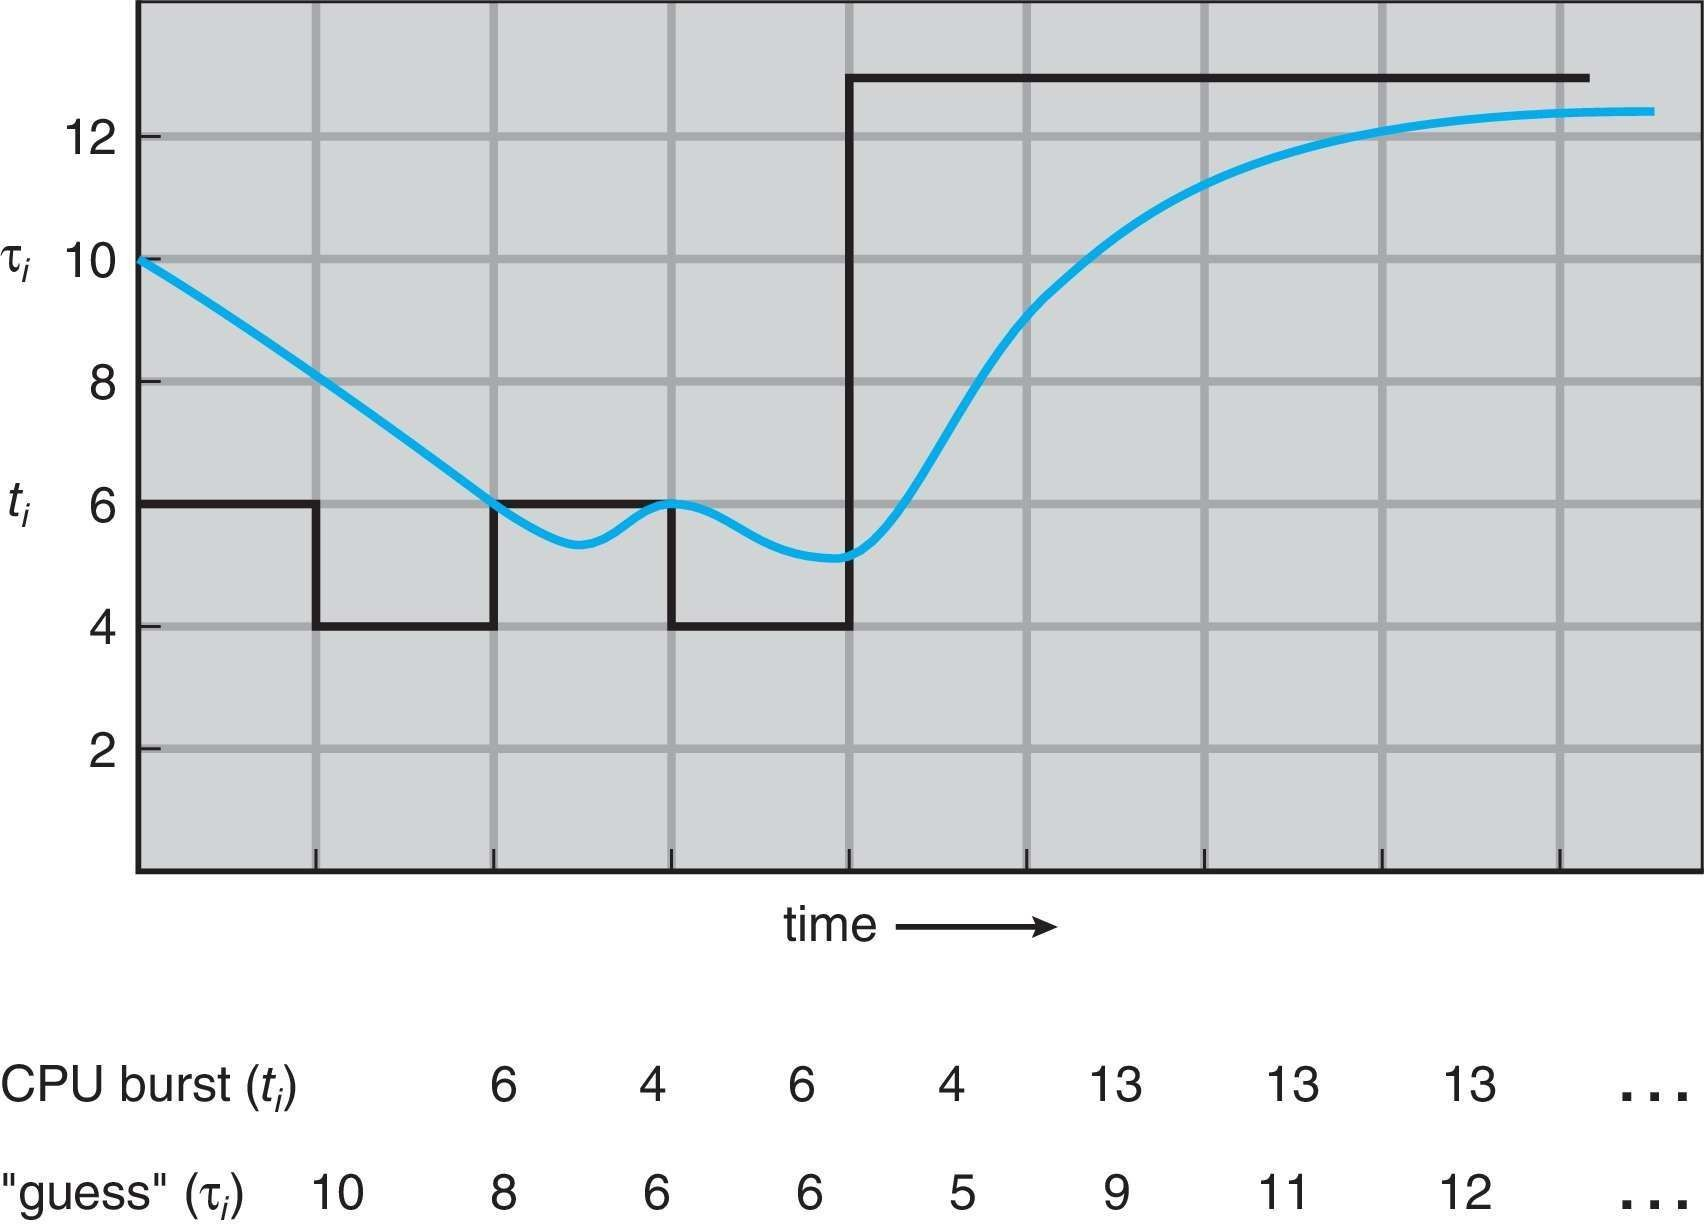 12
τi 10
8
ti 6
4
2
time
CPU burst (ti) 6 4 6 4 13 13 13 ...
"guess" (τi) 10 8 6 6 5 9 11 12 ...